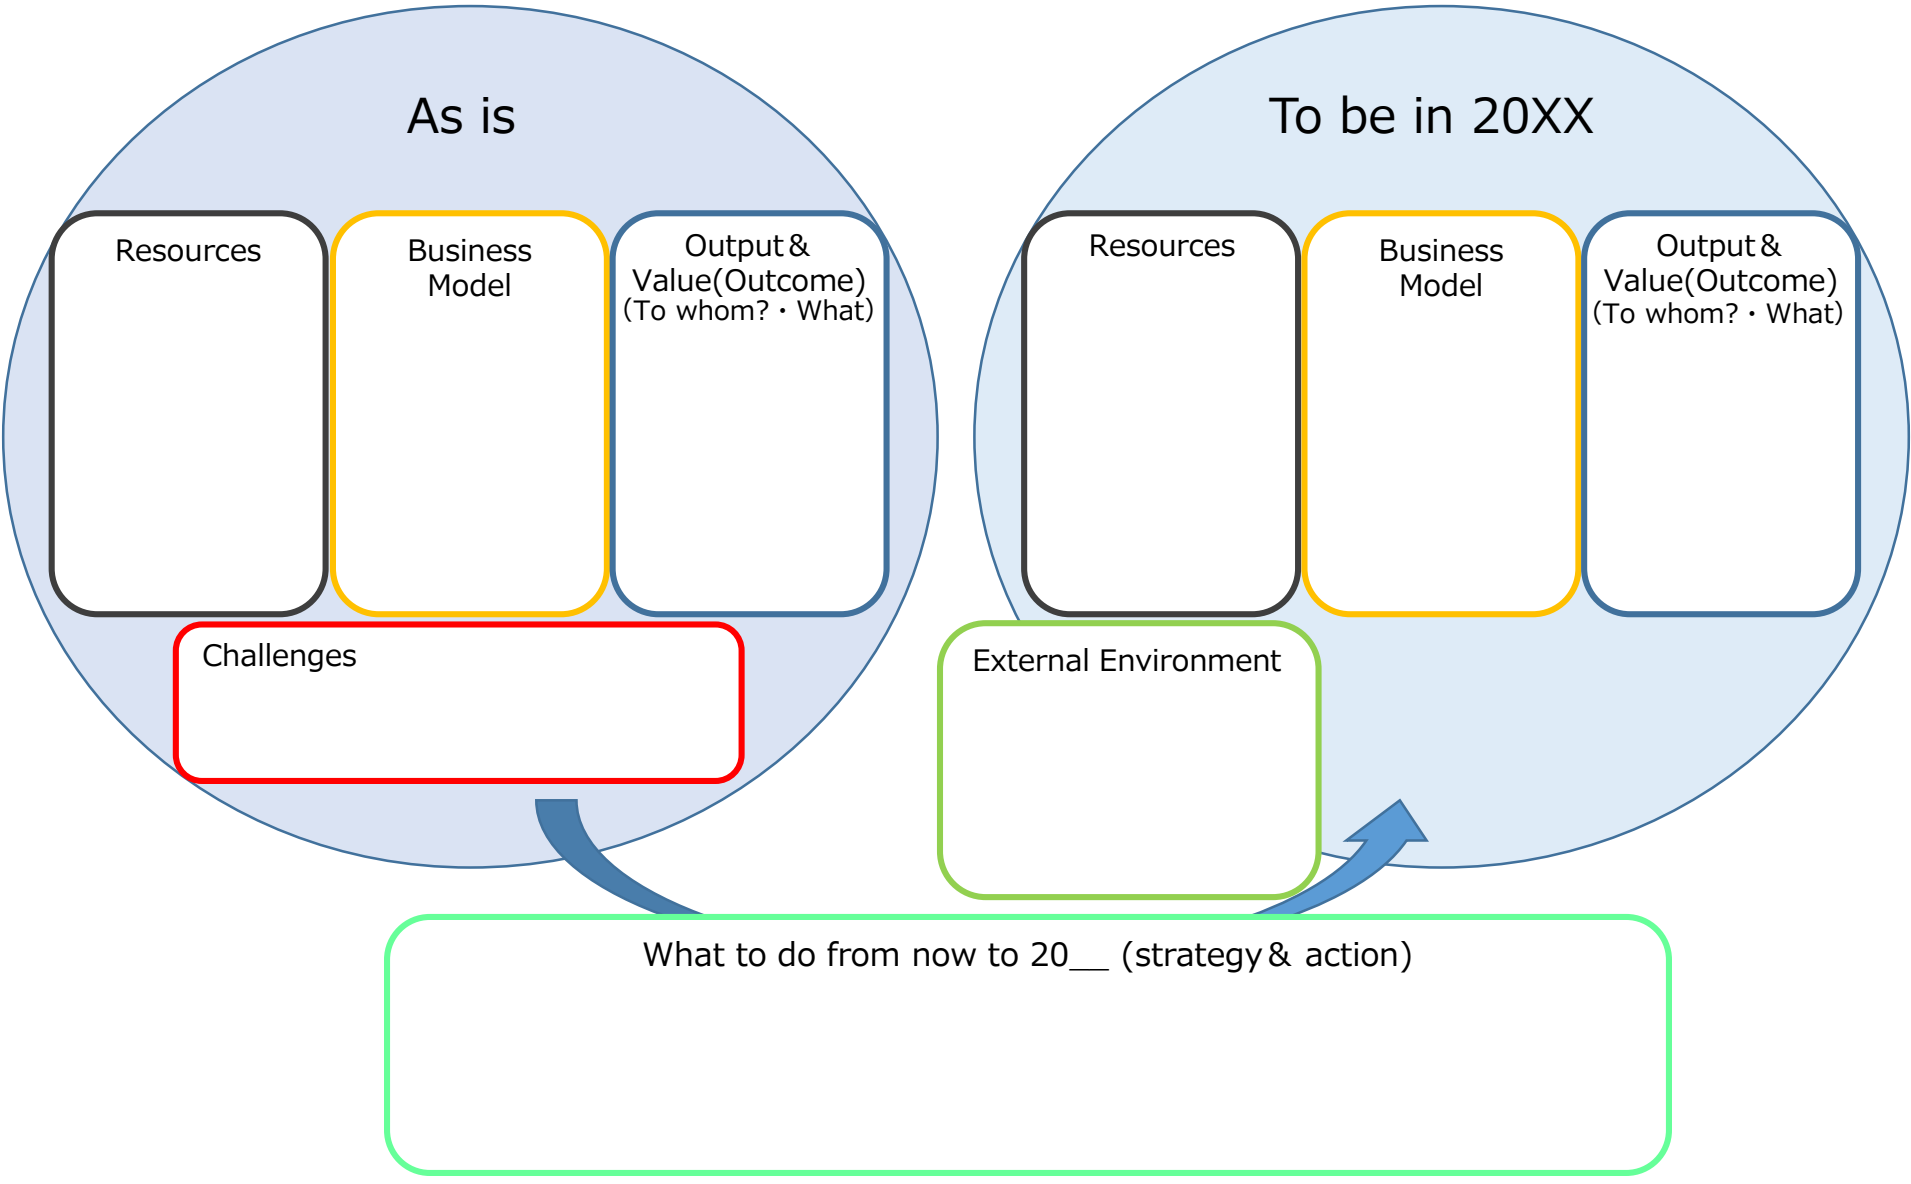 As is
Resources
Business
Model
Output&
Value(Outcome)
(To whom?・What)
Challenges
To be in 20XX
Resources
Business
Model
Output&
Value(Outcome)
(To whom?・What)
External Environment
What to do from now to 20__ (strategy& action)